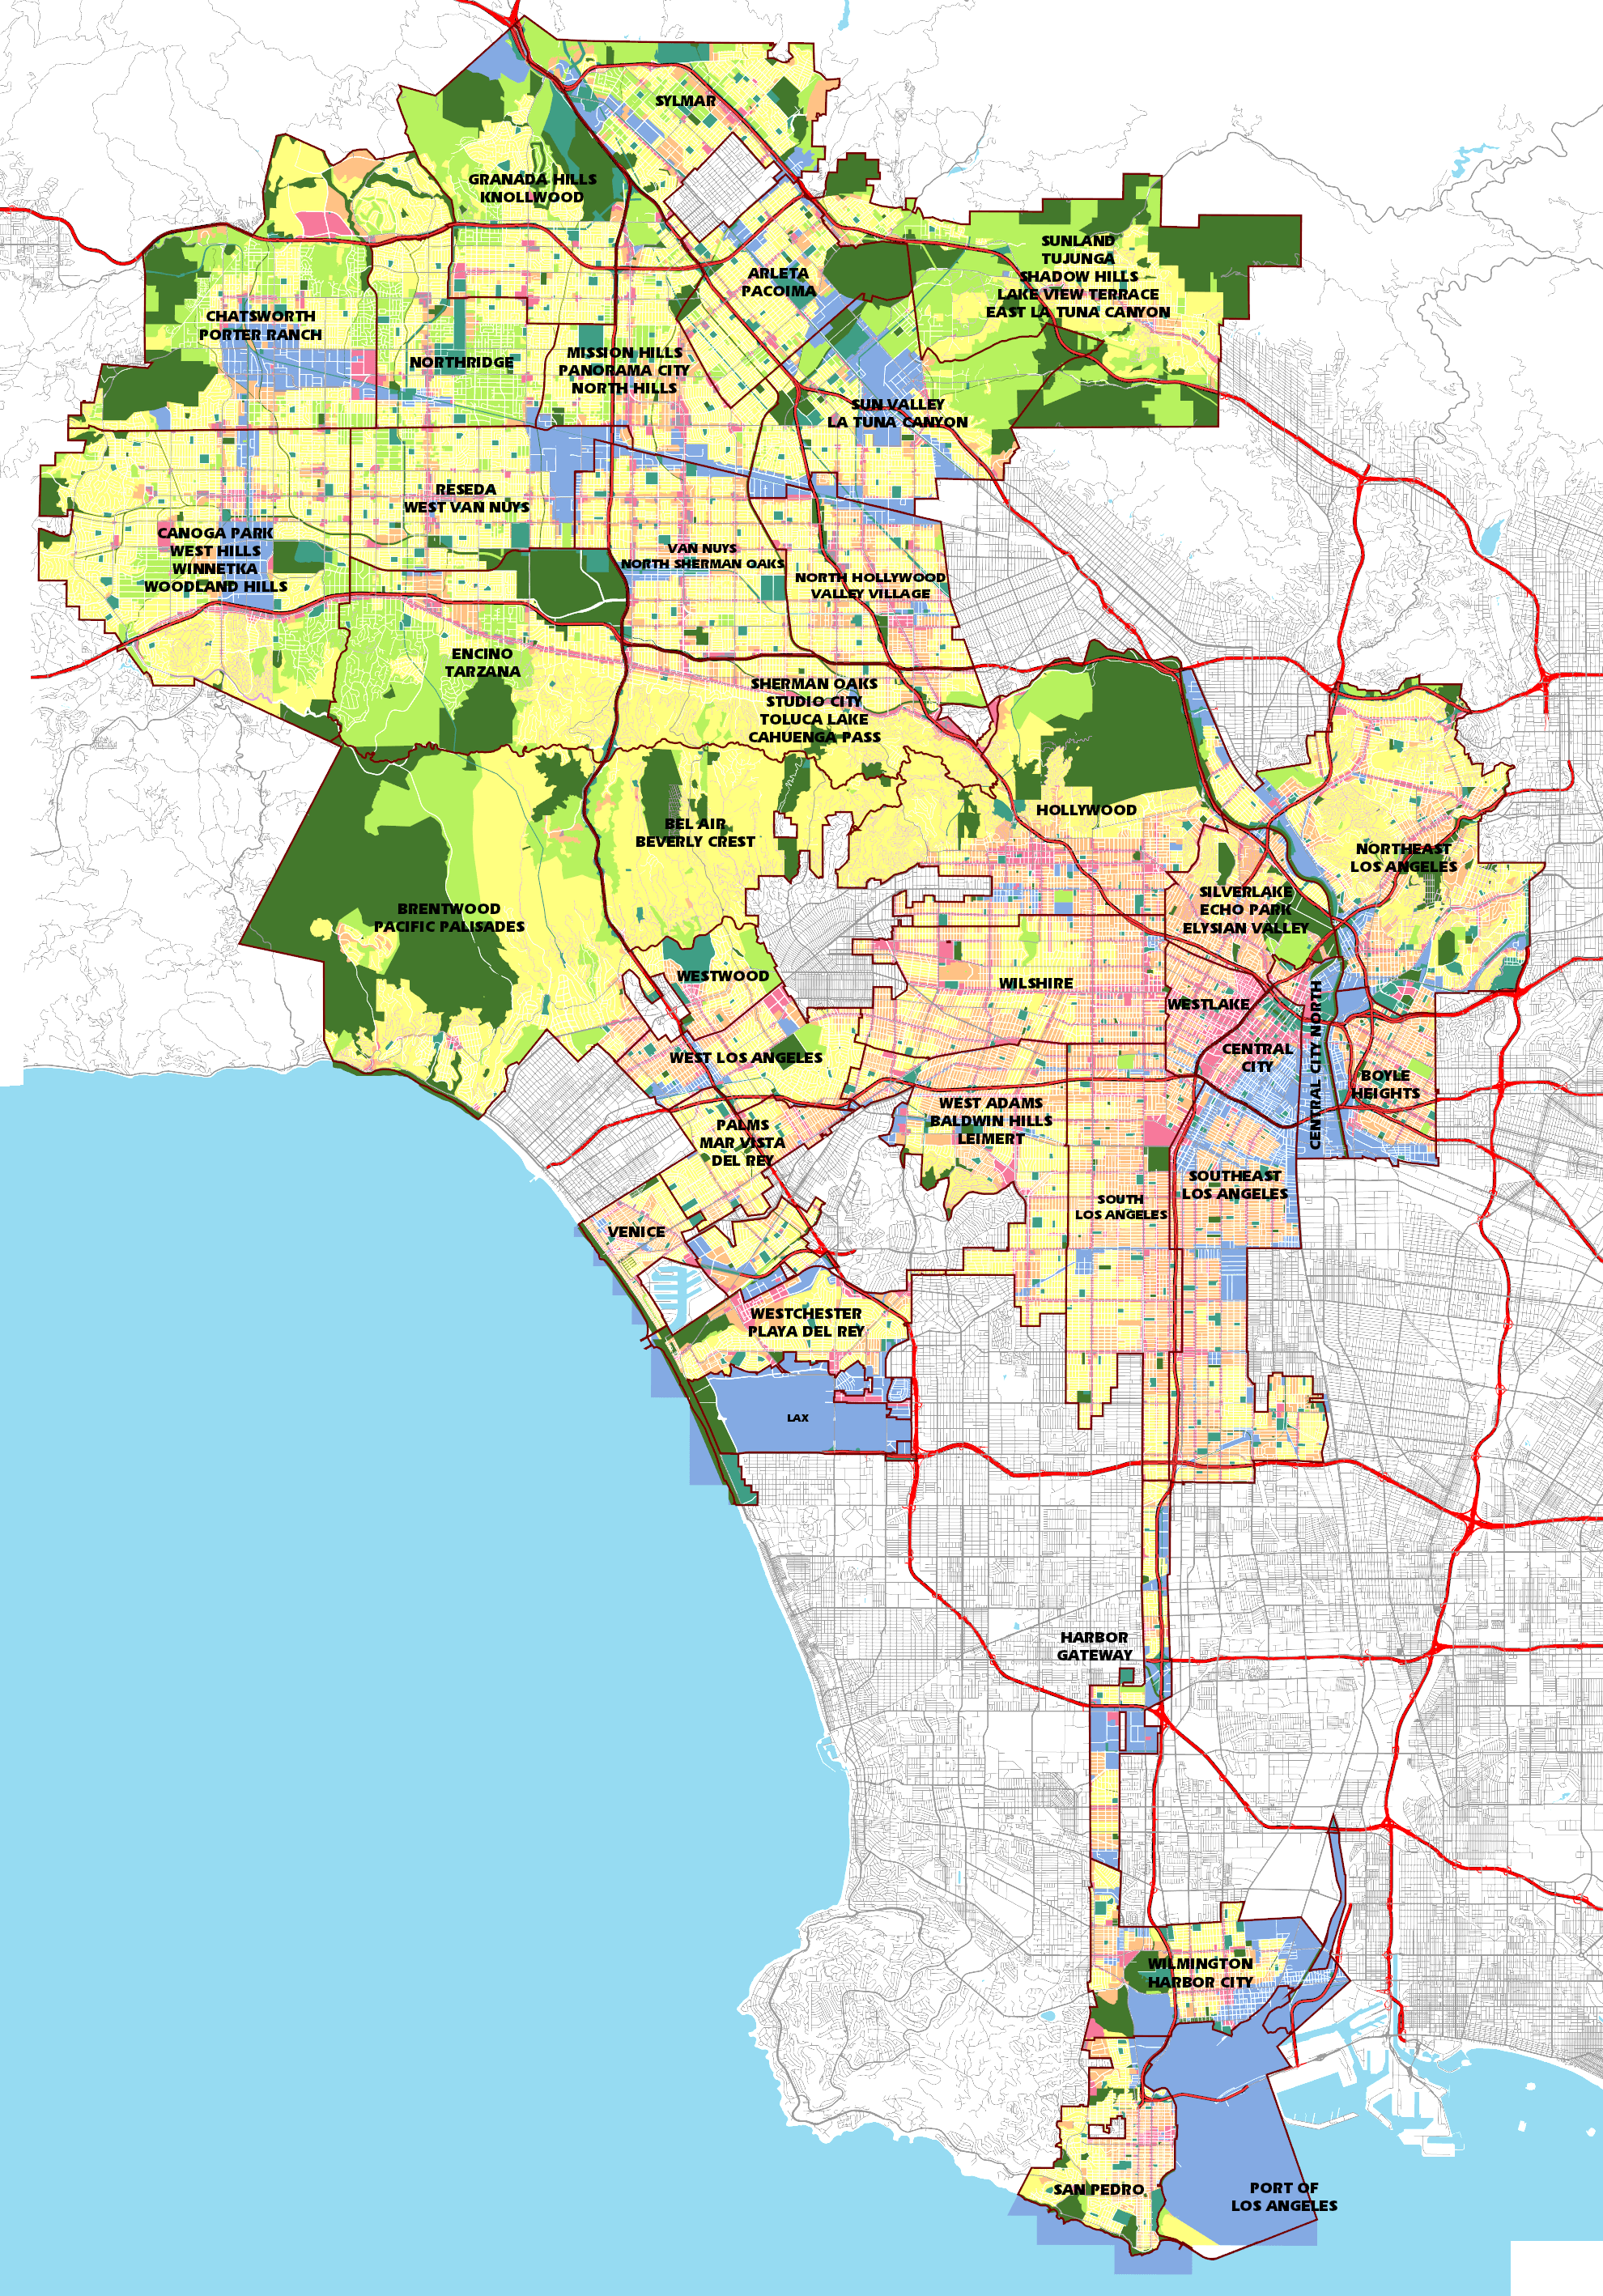 SYLMAR
GRANADA HILLS
KNOLLWOOD
SUNLAND
TUJUNGA
SHADOW HILLS
LAKE VIEW TERRACE
EAST LA TUNA CANYON
ARLETA
PACOIMA
CHATSWORTH
PORTER RANCH
NORTHRIDGE
MISSION HILLS
PANORAMA CITY
NORTH HILLS
SUN VALLEY
LA TUNA CANYON
RESEDA
WEST VAN NUYS
CANOGA PARK
WEST HILLS
WINNETKA
WOODLAND HILLS
VAN NUYS
NORTH SHERMAN OAKS
NORTH HOLLYWOOD
VALLEY VILLAGE
ENCINO
TARZANA
SHERMAN OAKS
STUDIO CITY
TOLUCA LAKE
CAHUENGA PASS
HOLLYWOOD
BEL AIR
BEVERLY CREST
NORTHEAST
LOS ANGELES
SILVERLAKE
ECHO PARK
ELYSIAN VALLEY
BRENTWOOD
PACIFIC PALISADES
WESTWOOD
WILSHIRE
WESTLAKE
CENTRAL CITY NORTH
CENTRAL
CITY
WEST LOS ANGELES
BOYLE
HEIGHTS
WEST ADAMS
BALDWIN HILLS
LEIMERT
PALMS
MAR VISTA
DEL REY
SOUTHEAST
LOS ANGELES
SOUTH
LOS ANGELES
VENICE
WESTCHESTER
PLAYA DEL REY
LAX
HARBOR
GATEWAY
WILMINGTON
HARBOR CITY
SAN PEDRO
PORT OF
LOS ANGELES